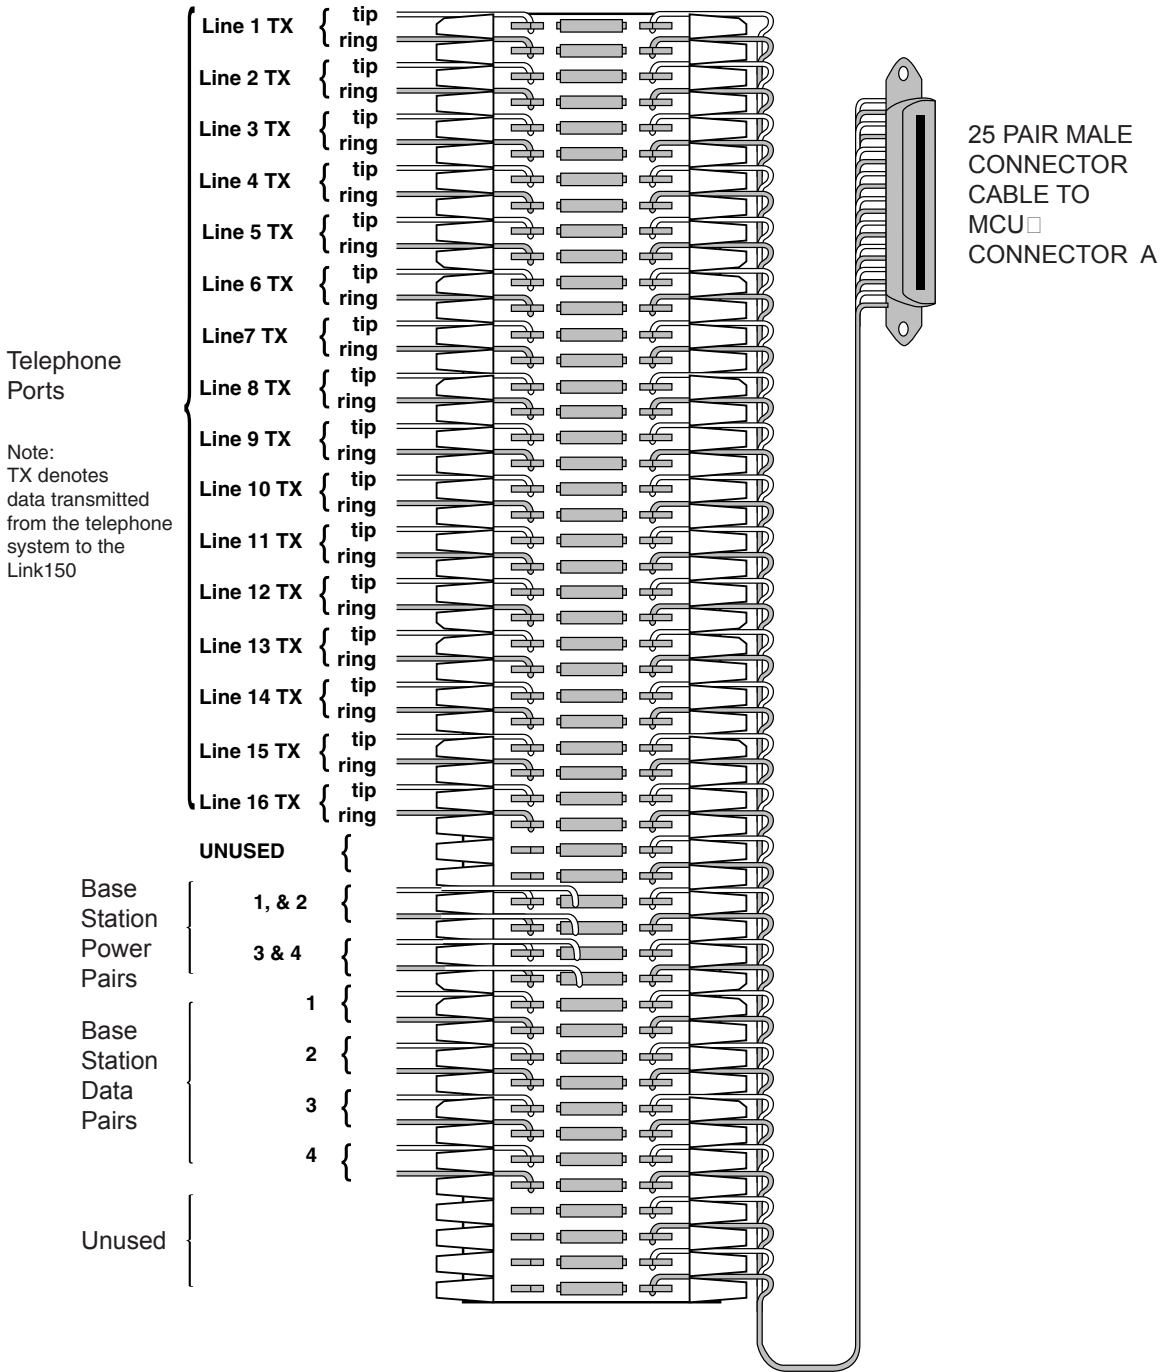 Line 1 TX { tip
ring
Line 2 TX { tip
ring
Line 3 TX { tip
ring
Line 4 TX { tip
ring
Line 5 TX { tip
ring
Line 6 TX { tip
ring
Line7 TX { tip
ring
Line 8 TX { tip
ring
Line 9 TX { tip
ring
Line 10 TX { tip
ring
Line 11 TX { tip
ring
Line 12 TX { tip
ring
Line 13 TX { tip
ring
Line 14 TX { tip
ring
Line 15 TX { tip
ring
Line 16 TX { tip
ring
UNUSED {
Telephone
Ports
Note:
TX denotes
data transmitted
from the telephone
system to the
Link150
Base
Station
Power
Pairs
1, & 2 {
3 & 4 {
Base
Station
Data
Pairs
1 {
2 {
3 {
4 {
Unused
25 PAIR MALE
CONNECTOR
CABLE TO
MCU□
CONNECTOR A